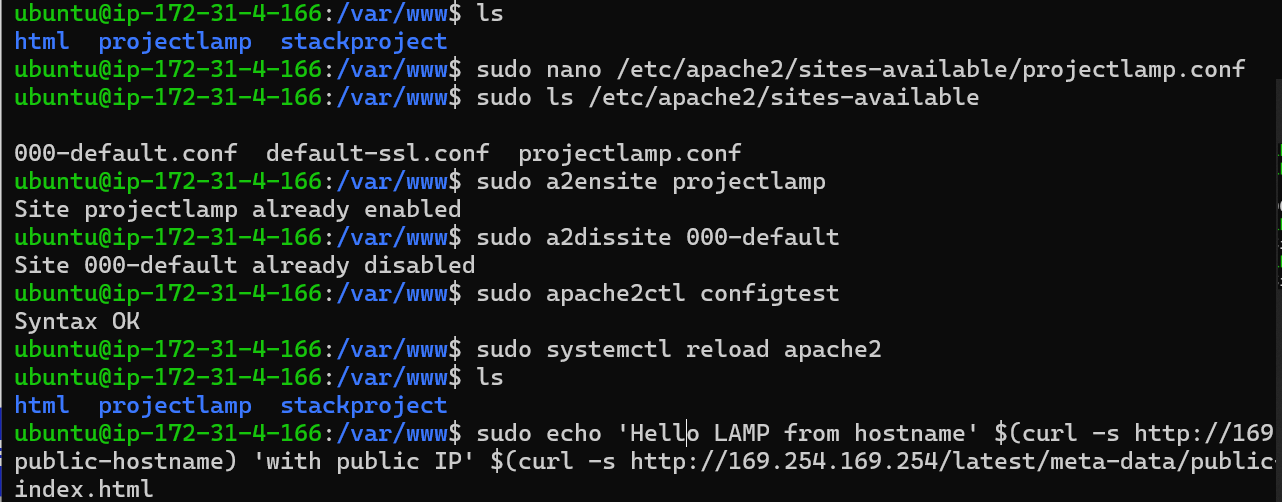 ubuntu@ip-172-31-4-166:/var/www$ ls
html  projectlamp  stackproject
ubuntu@ip-172-31-4-166:/var/www$ sudo nano /etc/apache2/sites-available/projectlamp.conf
ubuntu@ip-172-31-4-166:/var/www$ sudo ls /etc/apache2/sites-available
000-default.conf  default-ssl.conf  projectlamp.conf
ubuntu@ip-172-31-4-166:/var/www$ sudo a2ensite projectlamp
Site projectlamp already enabled
ubuntu@ip-172-31-4-166:/var/www$ sudo a2dissite 000-default
Site 000-default already disabled
ubuntu@ip-172-31-4-166:/var/www$ sudo apache2ctl configtest
Syntax OK
ubuntu@ip-172-31-4-166:/var/www$ sudo systemctl reload apache2
ubuntu@ip-172-31-4-166:/var/www$ ls
html  projectlamp  stackproject
ubuntu@ip-172-31-4-166:/var/www$ sudo echo 'Hello LAMP from hostname' $(curl -s http://169
public-hostname) 'with public IP' $(curl -s http://169.254.169.254/latest/meta-data/public-
index.html